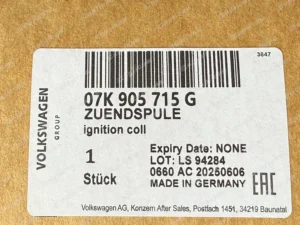 3647
VOLKSWAGEN
GROUP
07K 905 715 G
ZUENDSPULE
ignition coll
1
Stück
Expiry Date: NONE
LOT: LS 94284
0660 AC 20250606
MADE IN GERMANY
EAC
Volkswagen AG, Konzern After Sales, Postfach 1451, 34219 Baunatal